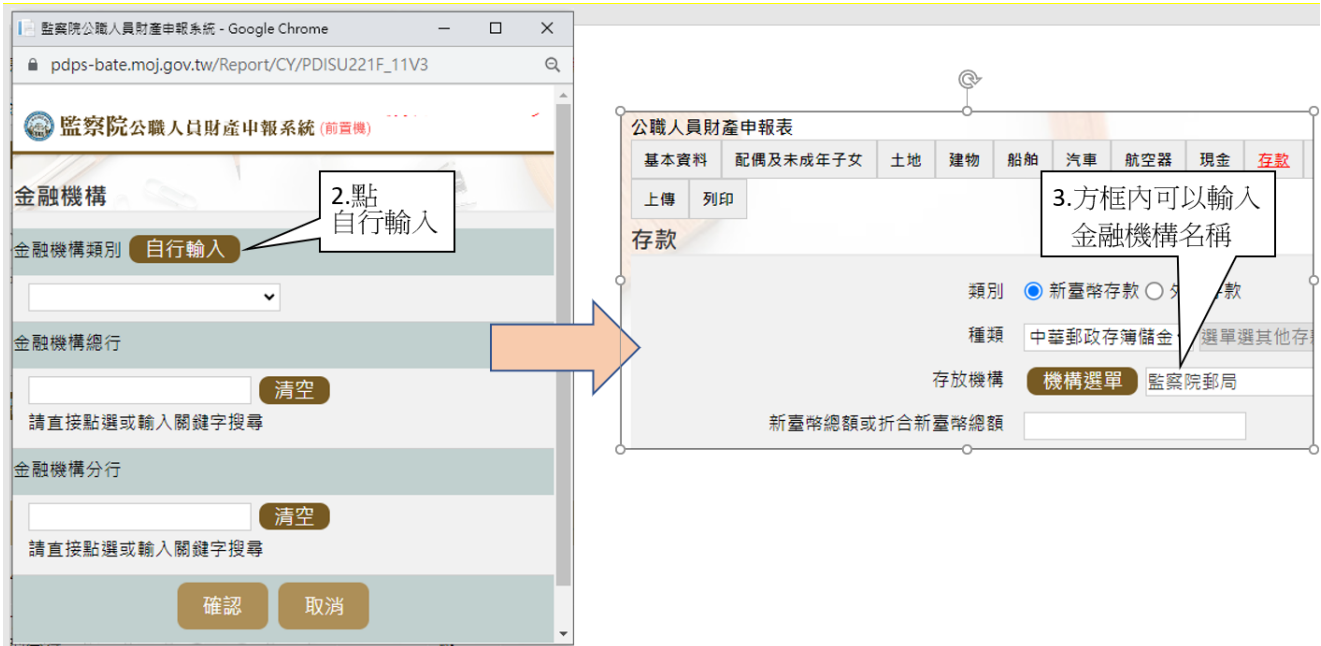 監察院公職人員財產申報系統 - Google Chrome
pdps-bate.moj.gov.tw/Report/CY/PDISU221F_11V3
監察院公職人員財產申報系統 (前置機)
金融機構
2.點
自行輸入
金融機構類別 自行輸入
金融機構總行
清空
請直接點選或輸入關鍵字搜尋
金融機構分行
清空
請直接點選或輸入關鍵字搜尋
確認 取消
公職人員財產申報表
基本資料 配偶及未成年子女 土地 建物 船舶 汽車 航空器 現金 存款
上傳 列印
3.方框內可以輸入
金融機構名稱
存款
類別 新臺幣存款 存款
種類 中華郵政存簿儲金 選單選其他存
存放機構 機構選單 監察院郵局
新臺幣總額或折合新臺幣總額